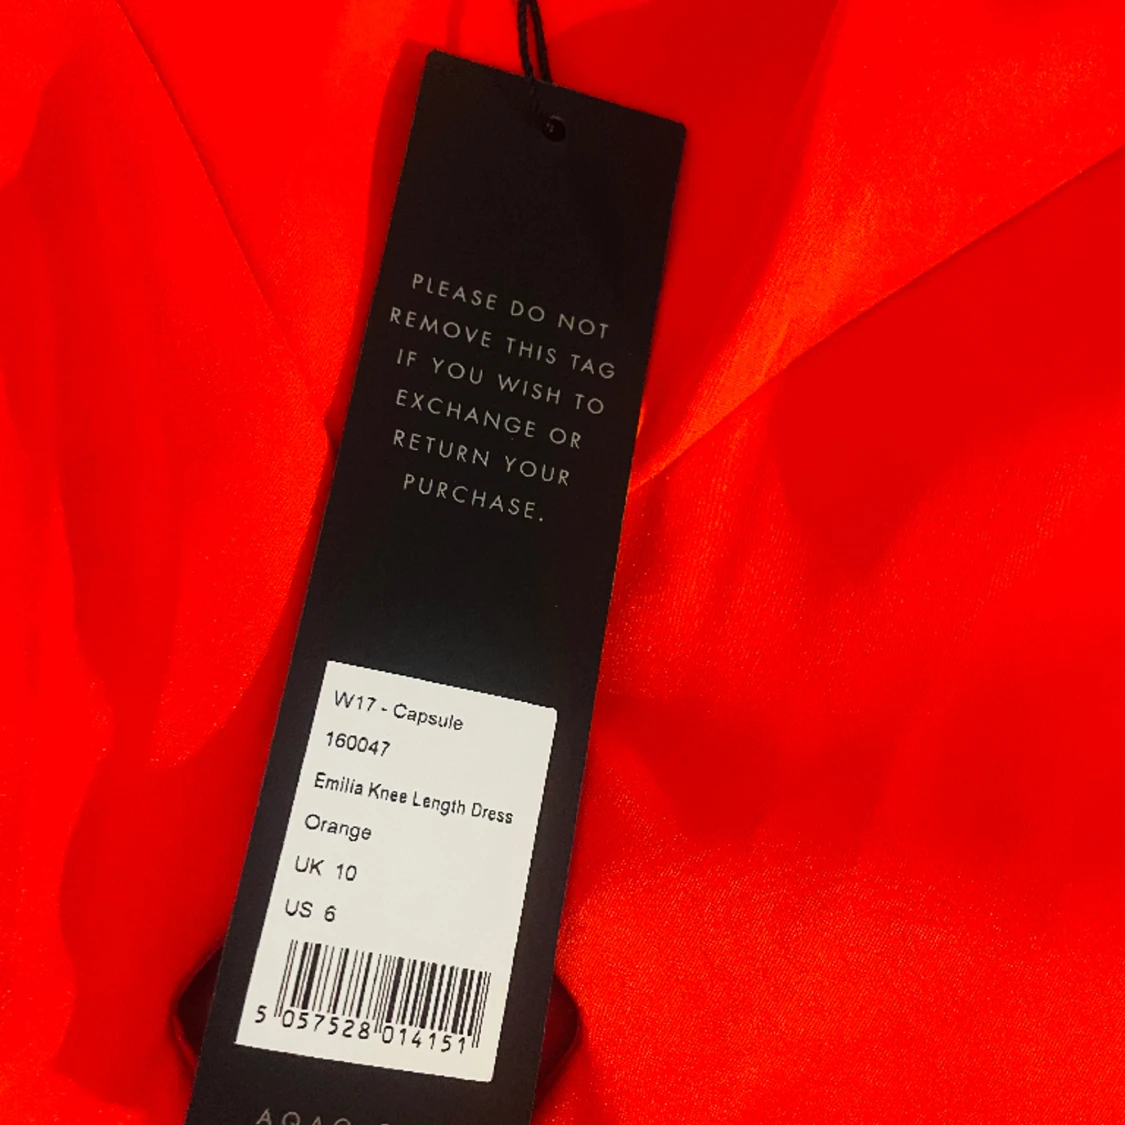 PLEASE DO NOT
REMOVE THIS TAG
IF YOU WISH TO
EXCHANGE OR
RETURN YOUR
PURCHASE.
W17 - Capsule
160047
Emilia Knee Length Dress
Orange
UK 10
US 6
5 057528 014151